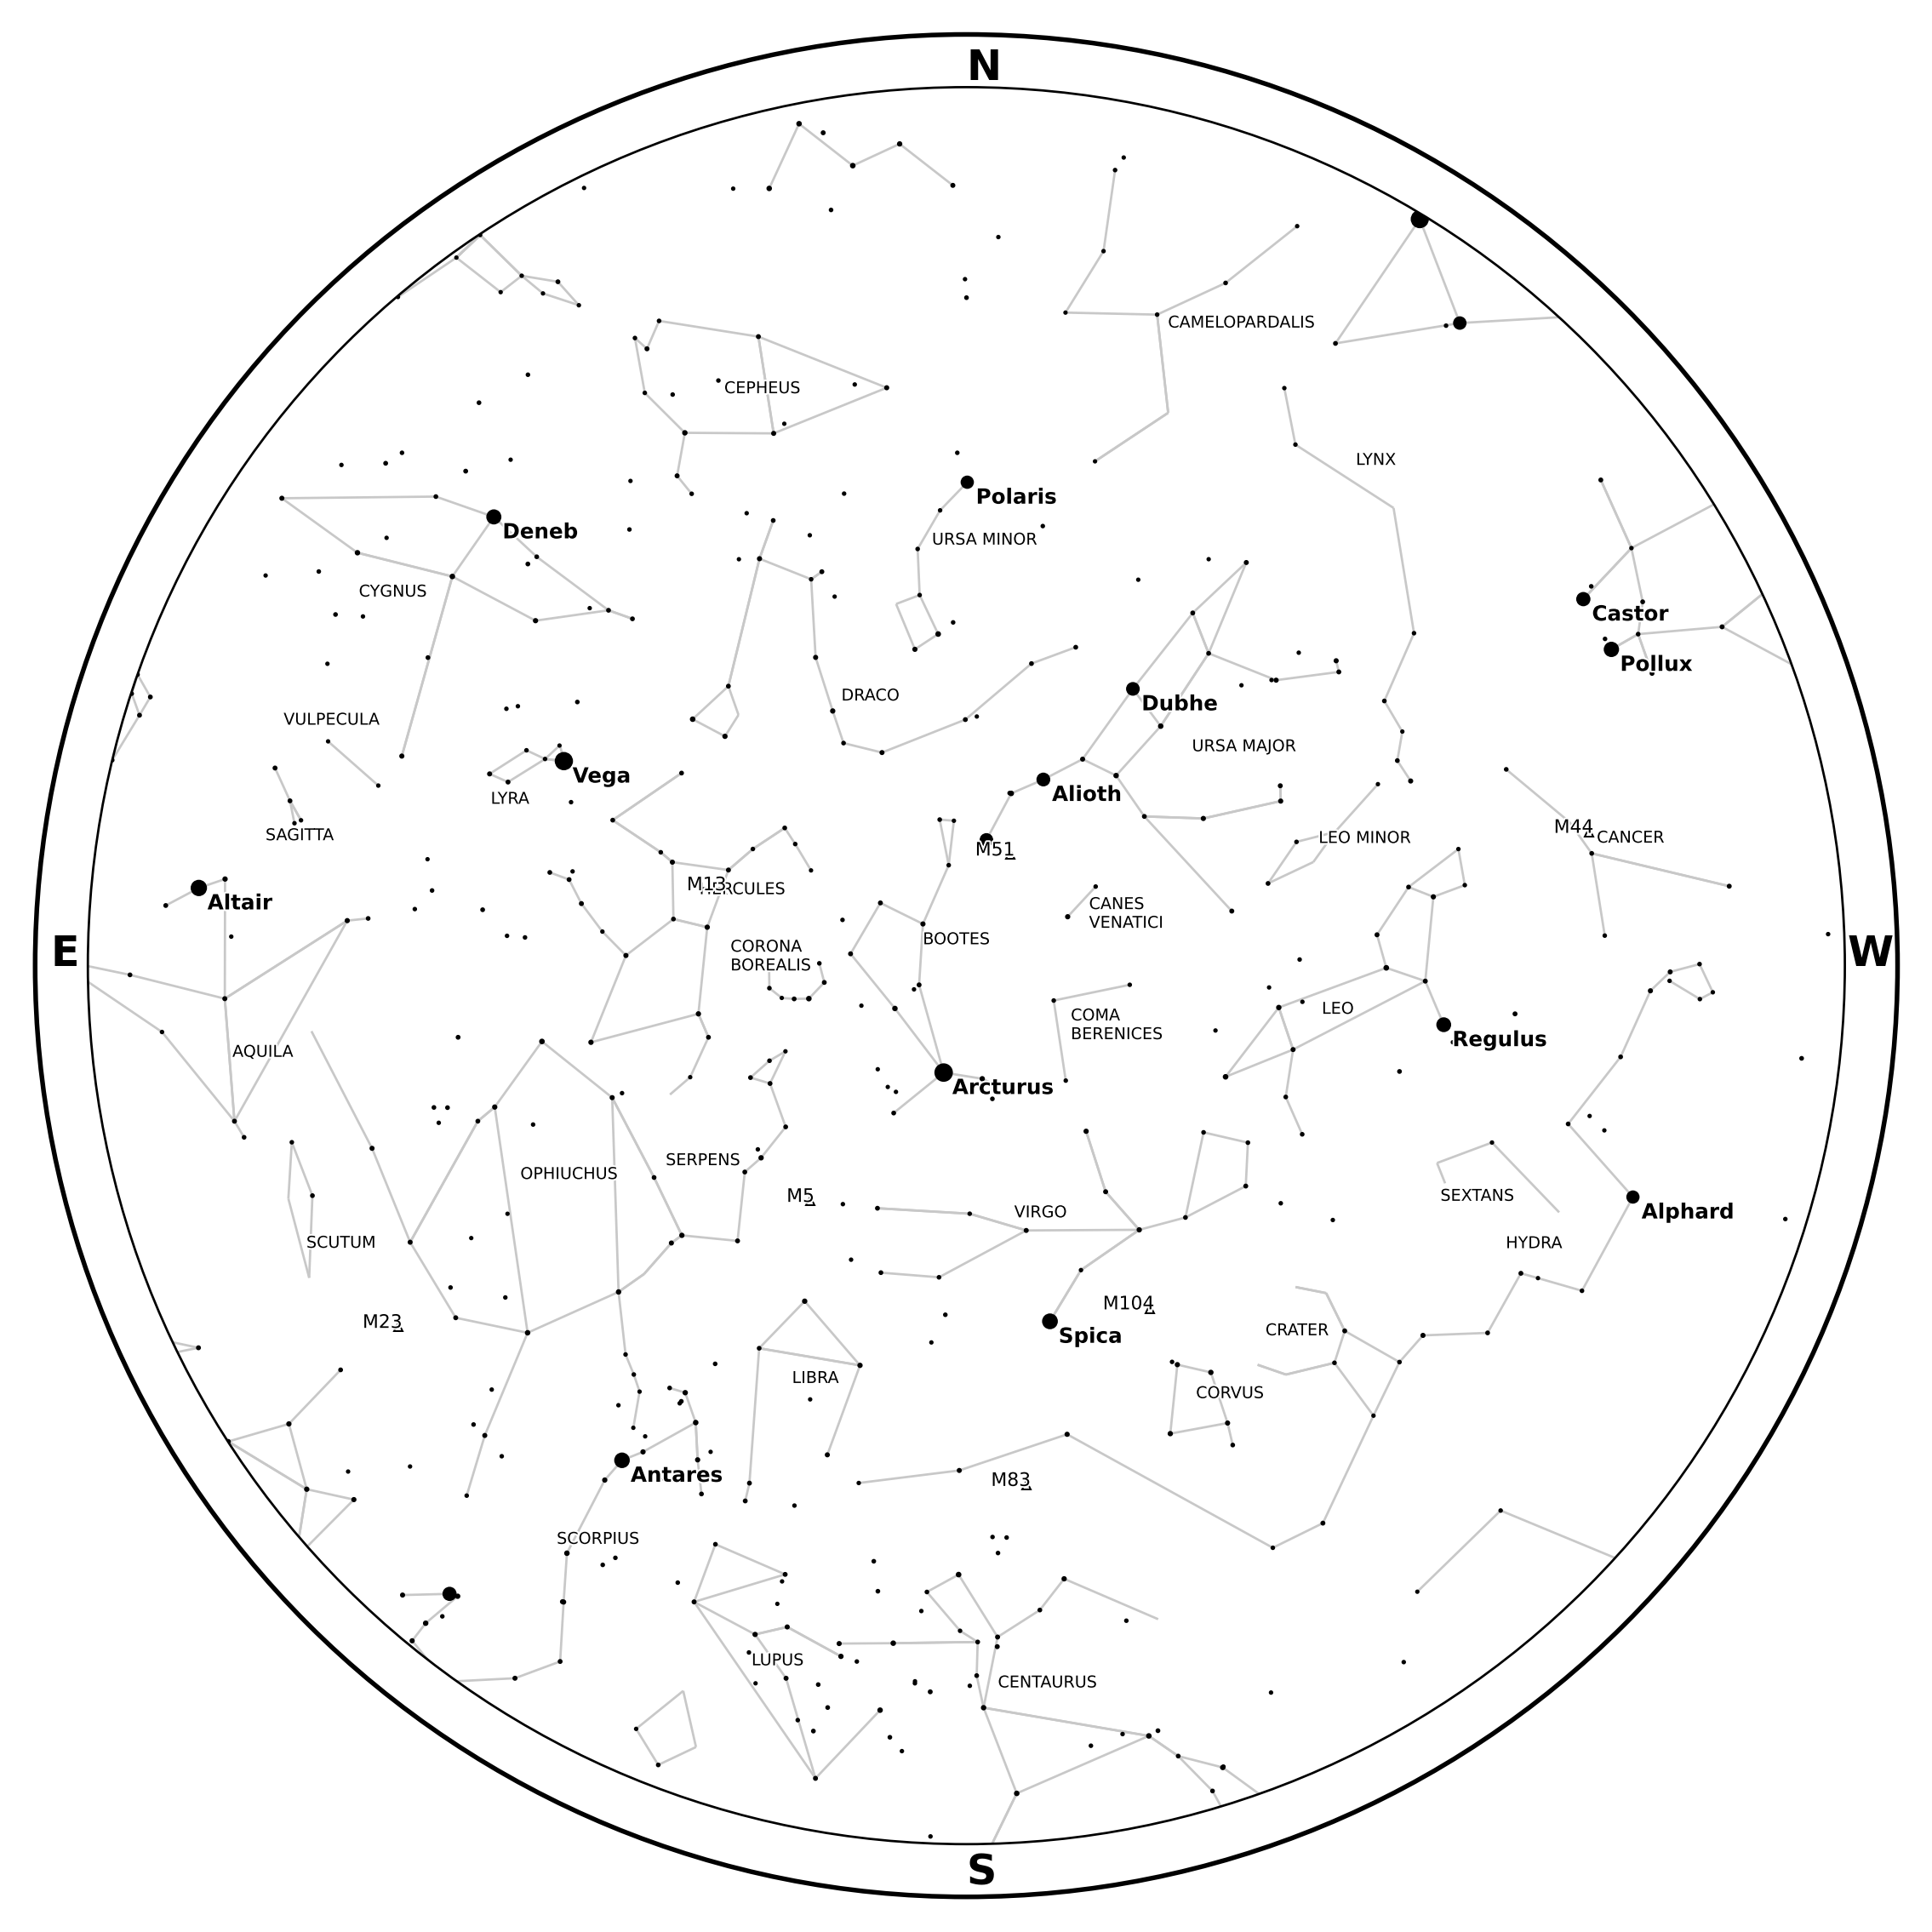 N
CAMELOPARDALIS
CEPHEUS
LYNX
Polaris
Deneb
URSA MINOR
CYGNUS
Castor
Pollux
DRACO
Dubhe
VULPECULA
URSA MAJOR
Vega
LYRA
Alioth
SAGITTA
M44
CANCER
LEO MINOR
M51
M13
HERCULES
Altair
CANES
VENATICI
BOOTES
CORONA
BOREALIS
E
W
LEO
COMA
BERENICES
Regulus
AQUILA
Arcturus
SERPENS
OPHIUCHUS
M5
SEXTANS
VIRGO
Alphard
SCUTUM
HYDRA
M104
M23
Spica
CRATER
LIBRA
CORVUS
Antares
M83
SCORPIUS
LUPUS
CENTAURUS
S